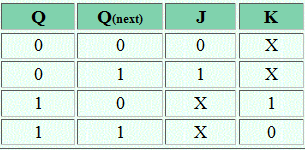 Q Q(next) J K
0 0 0 X
0 1 1 X
1 0 X 1
1 1 X 0